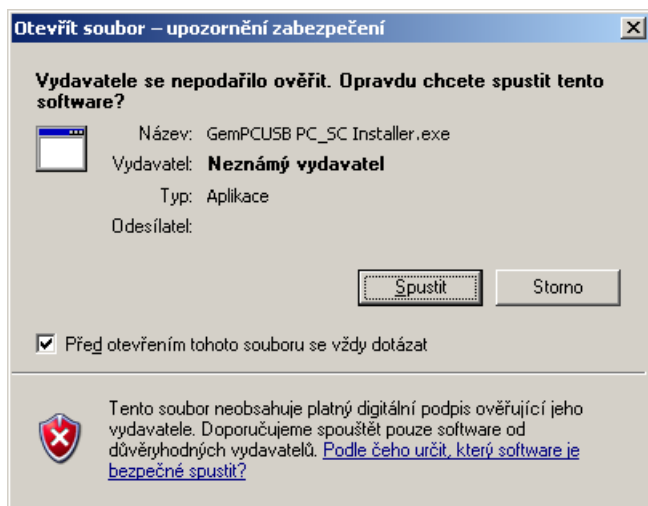 Otevřít soubor – upozornění zabezpečení
Vydavatele se nepodařilo ověřit. Opravdu chcete spustit tento
software?
Název: GemPCUSB PC_SC Installer.exe
Vydavatel: Neznámý vydavatel
Typ: Aplikace
Odesílatel:
Spustit Storno
Před otevřením tohoto souboru se vždy dotázat
Tento soubor neobsahuje platný digitální podpis ověřující jeho
vydavatele. Doporučujeme spouštět pouze software od
důvěryhodných vydavatelů. Podle čeho určit, který software je
bezpečné spustit?